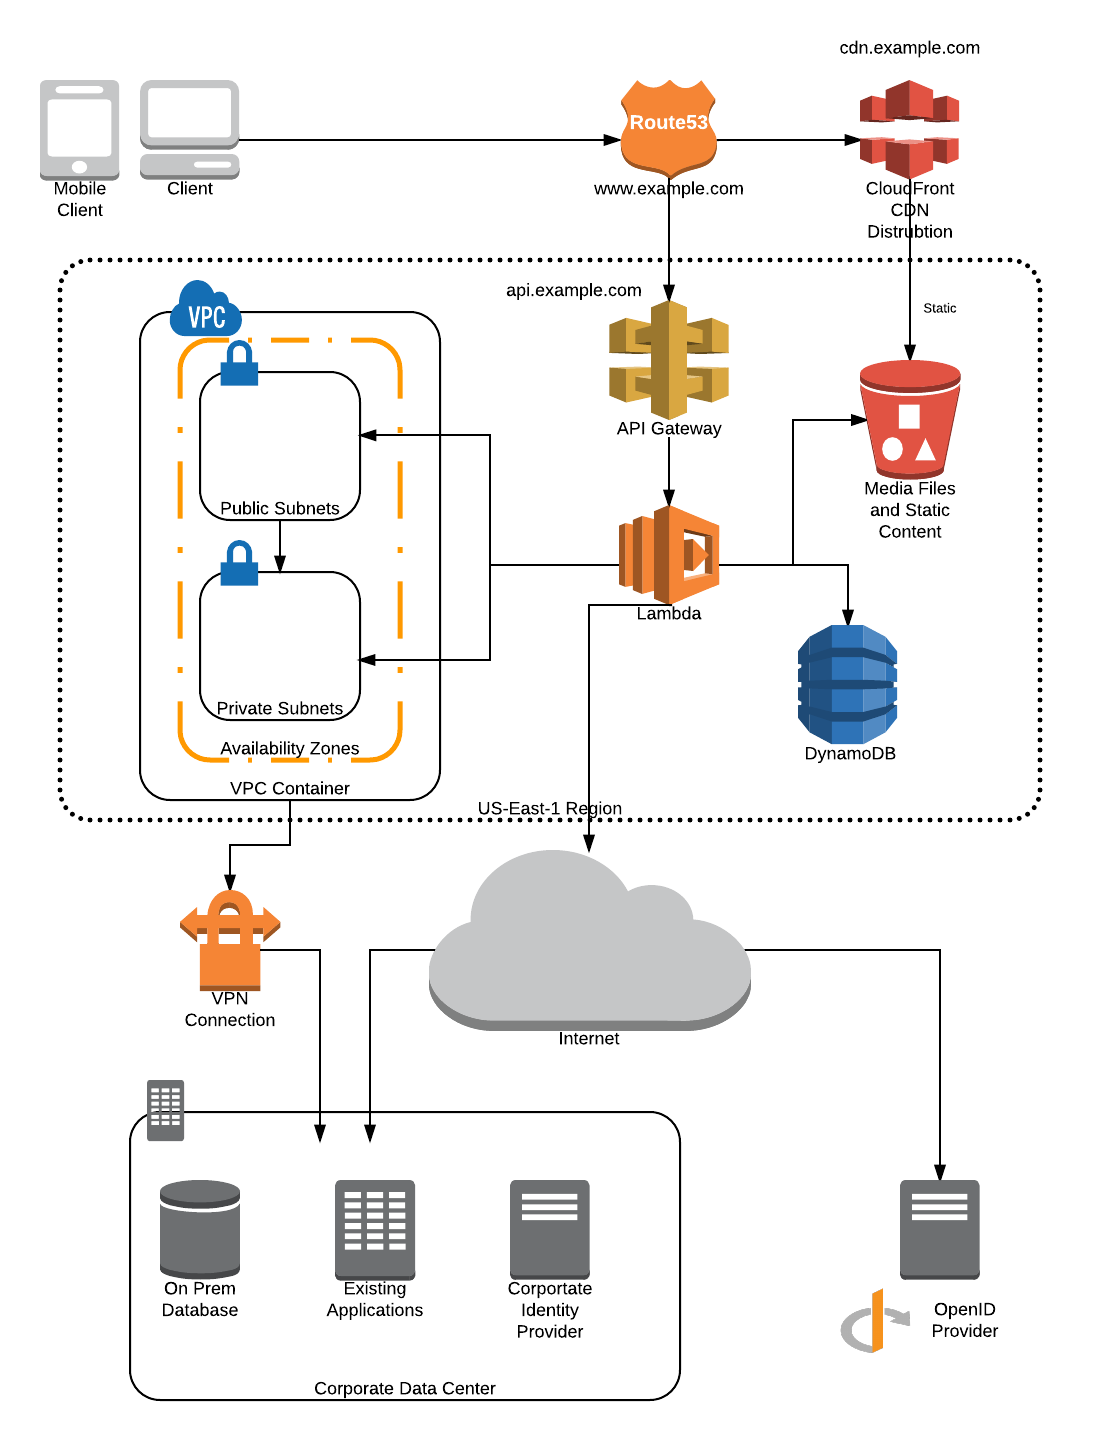 cdn.example.com
Route53
Mobile
Client
Client
www.example.com
CloudFront
CDN
Distrubtion
api.example.com
Static
VPC
API Gateway
Public Subnets
Media Files
and Static
Content
Lambda
Private Subnets
Availability Zones
DynamoDB
VPC Container
US-East-1 Region
VPN
Connection
Internet
On Prem
Database
Existing
Applications
Corportate
Identity
Provider
OpenID
Provider
Corporate Data Center